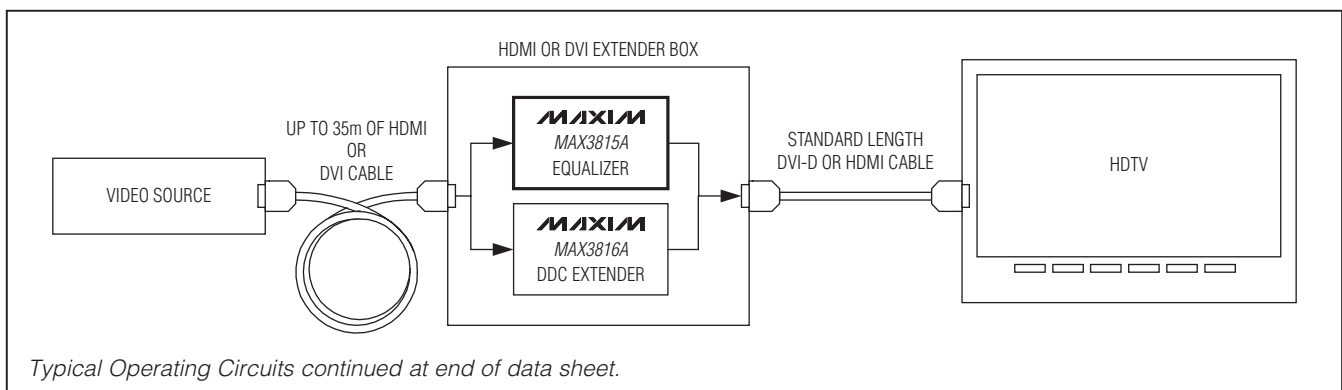 HDMI OR DVI EXTENDER BOX
UP TO 35m OF HDMI
OR
DVI CABLE
VIDEO SOURCE
MAXIM
MAX3815A
EQUALIZER
MAXIM
MAX3816A
DDC EXTENDER
STANDARD LENGTH
DVI-D OR HDMI CABLE
HDTV
Typical Operating Circuits continued at end of data sheet.